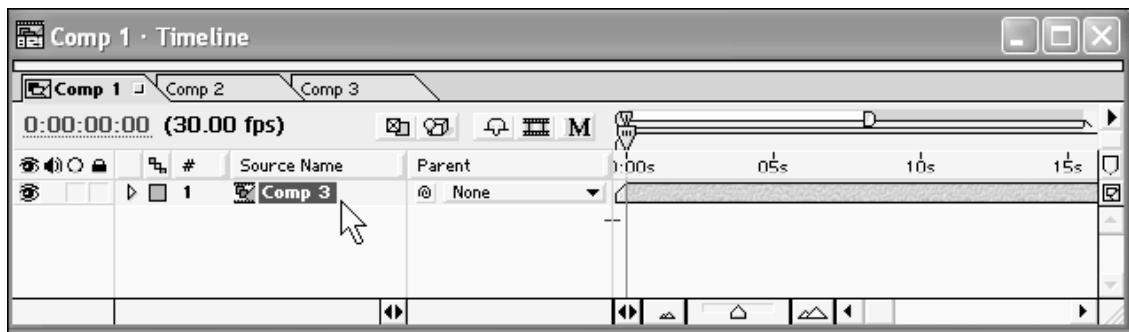 Comp 1 · Timeline
Comp 1 Comp 2 Comp 3
0:00:00:00 (30.00 fps) M
# Source Name Parent :00s 05s 10s 15s
1 Comp 3 None